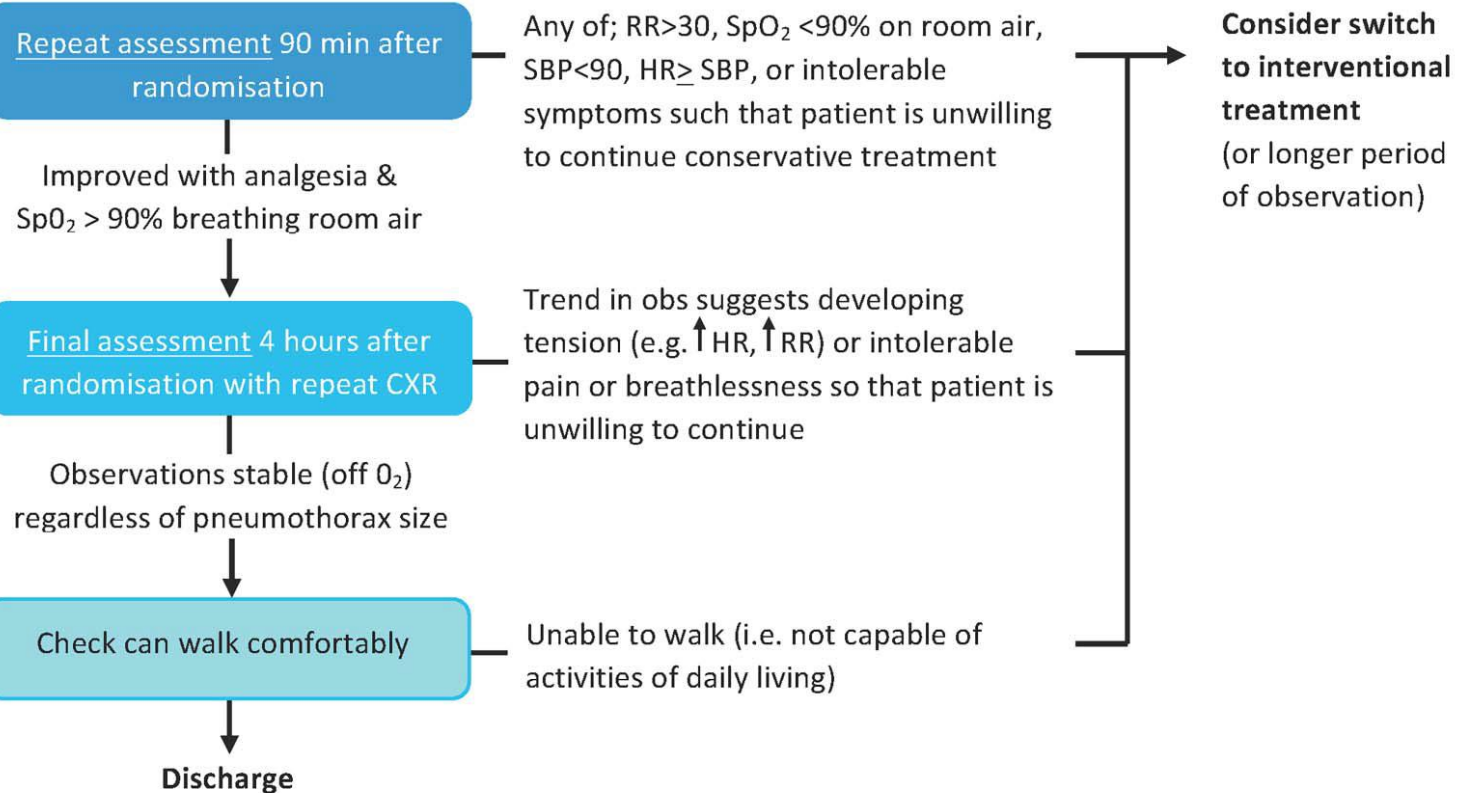 Repeat assessment 90 min after
randomisation
Any of; RR>30, SpO₂ <90% on room air,
SBP<90, HR≥ SBP, or intolerable
symptoms such that patient is unwilling
to continue conservative treatment
Consider switch
to interventional
treatment
(or longer period
of observation)
Improved with analgesia &
Sp0₂ > 90% breathing room air
Final assessment 4 hours after
randomisation with repeat CXR
Trend in obs suggests developing
tension (e.g.↑HR,↑RR) or intolerable
pain or breathlessness so that patient is
unwilling to continue
Observations stable (off 0₂)
regardless of pneumothorax size
Check can walk comfortably
Unable to walk (i.e. not capable of
activities of daily living)
Discharge